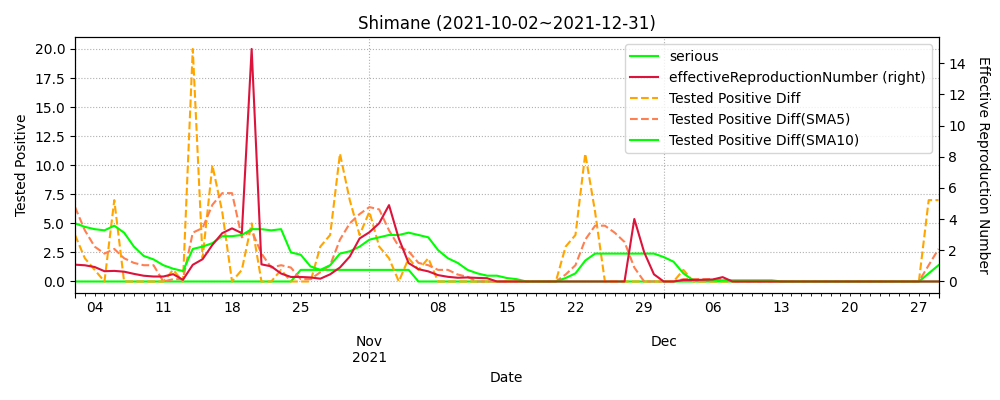 Shimane (2021-10-02~2021-12-31)
serious
effectiveReproductionNumber (right)
Tested Positive Diff
Tested Positive Diff(SMA5)
Tested Positive Diff(SMA10)
Tested Positive
20.0
17.5
15.0
12.5
10.0
7.5
5.0
2.5
0.0
Effective Reproduction Number
14
12
10
8
6
4
2
0
04 11 18 25 08 15 22 29 06 13 20 27
Nov Dec
2021
Date